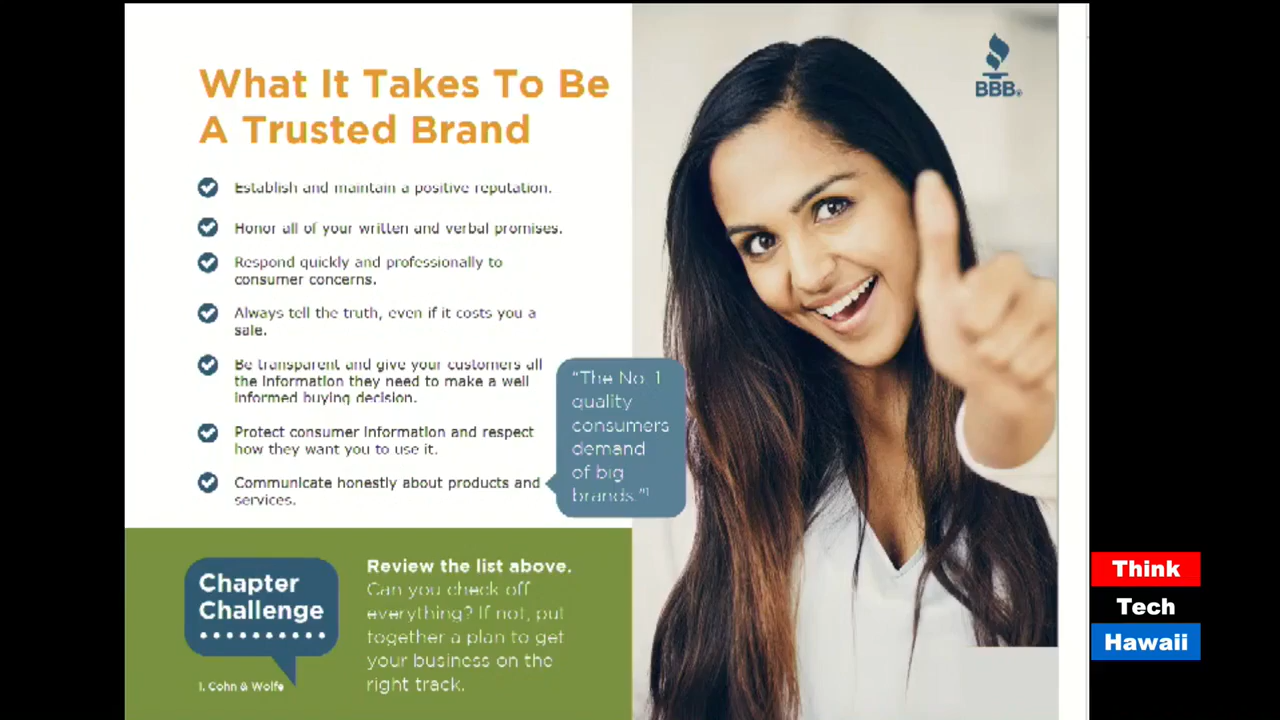 What It Takes To Be
A Trusted Brand
Establish and maintain a positive reputation.
Honor all of your written and verbal promises.
Respond quickly and professionally to
consumer concerns.
Always tell the truth, even if it costs you a
sale.
Be transparent and give your customers all
the information they need to make a well
informed buying decision.
Protect consumer information and respect
how they want you to use it.
Communicate honestly about products and
services.
"The No. 1
quality
consumers
demand
of big
brands."¹
Chapter
Challenge
1. Cohn & Wolfe
Review the list above.
Can you check off
everything? If not, put
together a plan to get
your business on the
right track.
BBB®
Think
Tech
Hawaii